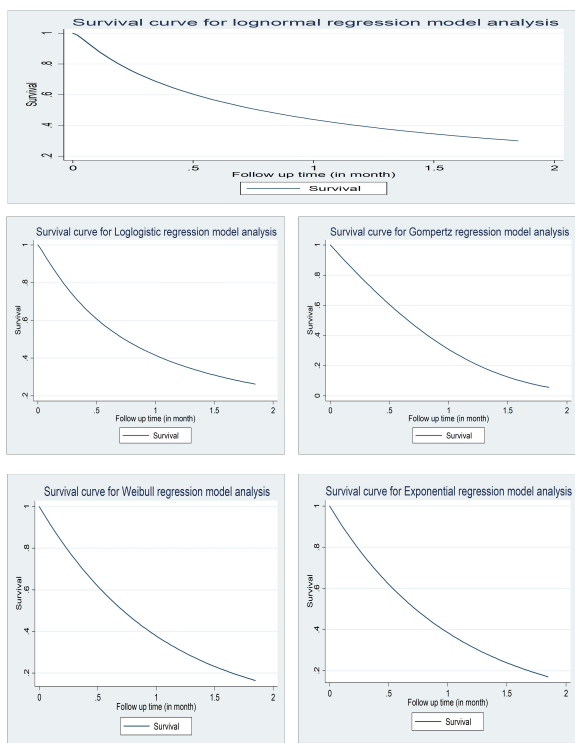 Survival curve for lognormal regression model analysis
1
.8
.6
.4
.2
Survival
0 .5 1 1.5 2
Follow up time (in month)
Survival
Survival curve for Loglogistic regression model analysis
1
.8
.6
.4
.2
Survival
0 .5 1 1.5 2
Follow up time (in month)
Survival
Survival curve for Gompertz regression model analysis
1
.8
.6
.4
.2
0
Survival
0 .5 1 1.5 2
Follow up time (in month)
Survival
Survival curve for Weibull regression model analysis
1
.8
.6
.4
.2
Survival
0 .5 1 1.5 2
Follow up time (in month)
Survival
Survival curve for Exponential regression model analysis
1
.8
.6
.4
.2
Survival
0 .5 1 1.5 2
Follow up time (in month)
Survival